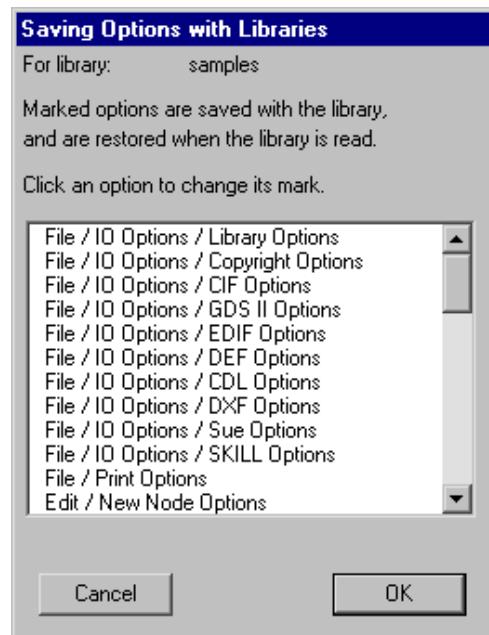 Saving Options with Libraries
For library: samples
Marked options are saved with the library,
and are restored when the library is read.
Click an option to change its mark.
File / IO Options / Library Options
File / IO Options / Copyright Options
File / IO Options / CIF Options
File / IO Options / GDS II Options
File / IO Options / EDIF Options
File / IO Options / DEF Options
File / IO Options / CDL Options
File / IO Options / DXF Options
File / IO Options / Sue Options
File / IO Options / SKILL Options
File / Print Options
Edit / New Node Options
Cancel OK